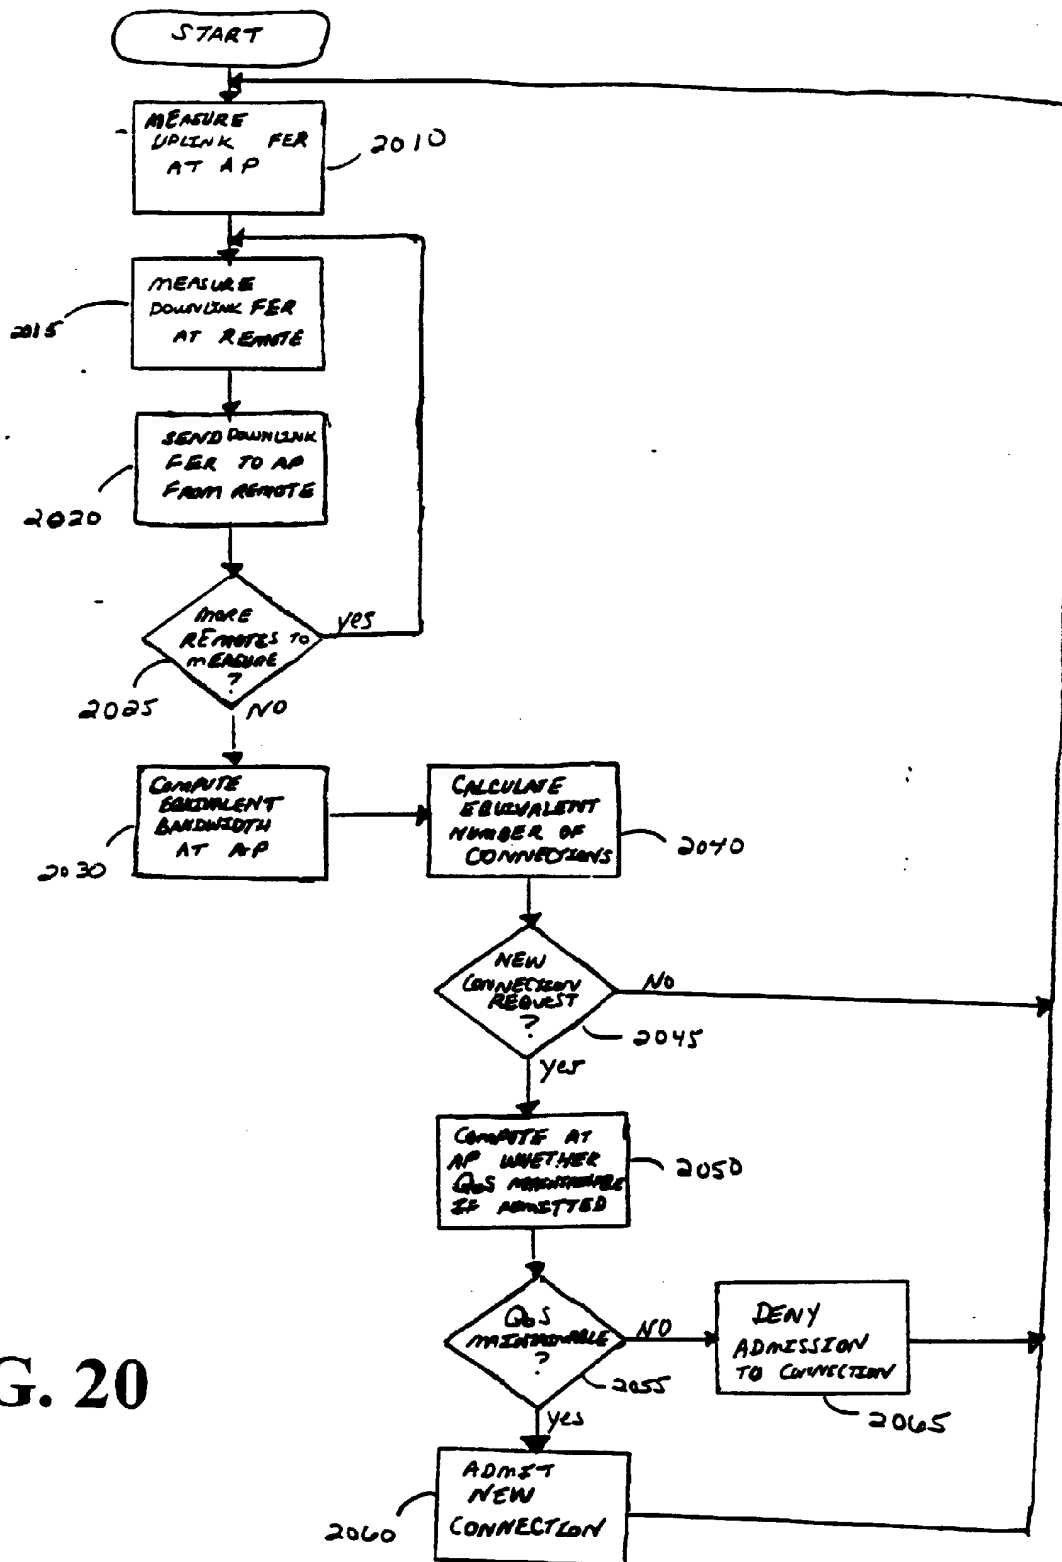 START
MEASURE
UPLINK FER
AT AP
2010
MEASURE
DOWNLINK FER
AT REMOTE
2015
SEND DOWNLINK
FER TO AP
FROM REMOTE
2020
MORE
REMOTES TO
MEASURE
?
yes
2025
NO
COMPUTE
EQUIVALENT
BANDWIDTH
AT AP
2030
CALCULATE
EQUIVALENT
NUMBER OF
CONNECTIONS
2040
NEW
CONNECTION
REQUEST
?
NO
2045
yes
COMPUTE AT
AP WHETHER
QoS MAINTAINABLE
IF ADMITTED
2050
QoS
MAINTAINABLE
?
NO
2055
yes
DENY
ADMISSION
TO CONNECTION
2065
G. 20
ADMIT
NEW
CONNECTION
2060